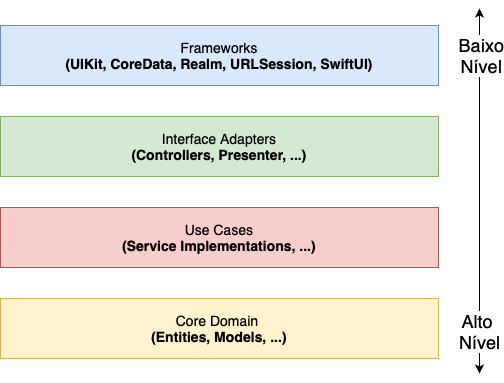 Frameworks
(UIKit, CoreData, Realm, URLSession, SwiftUI)
Baixo
Nível
Interface Adapters
(Controllers, Presenter, ...)
Use Cases
(Service Implementations, ...)
Core Domain
(Entities, Models, ...)
Alto
Nível